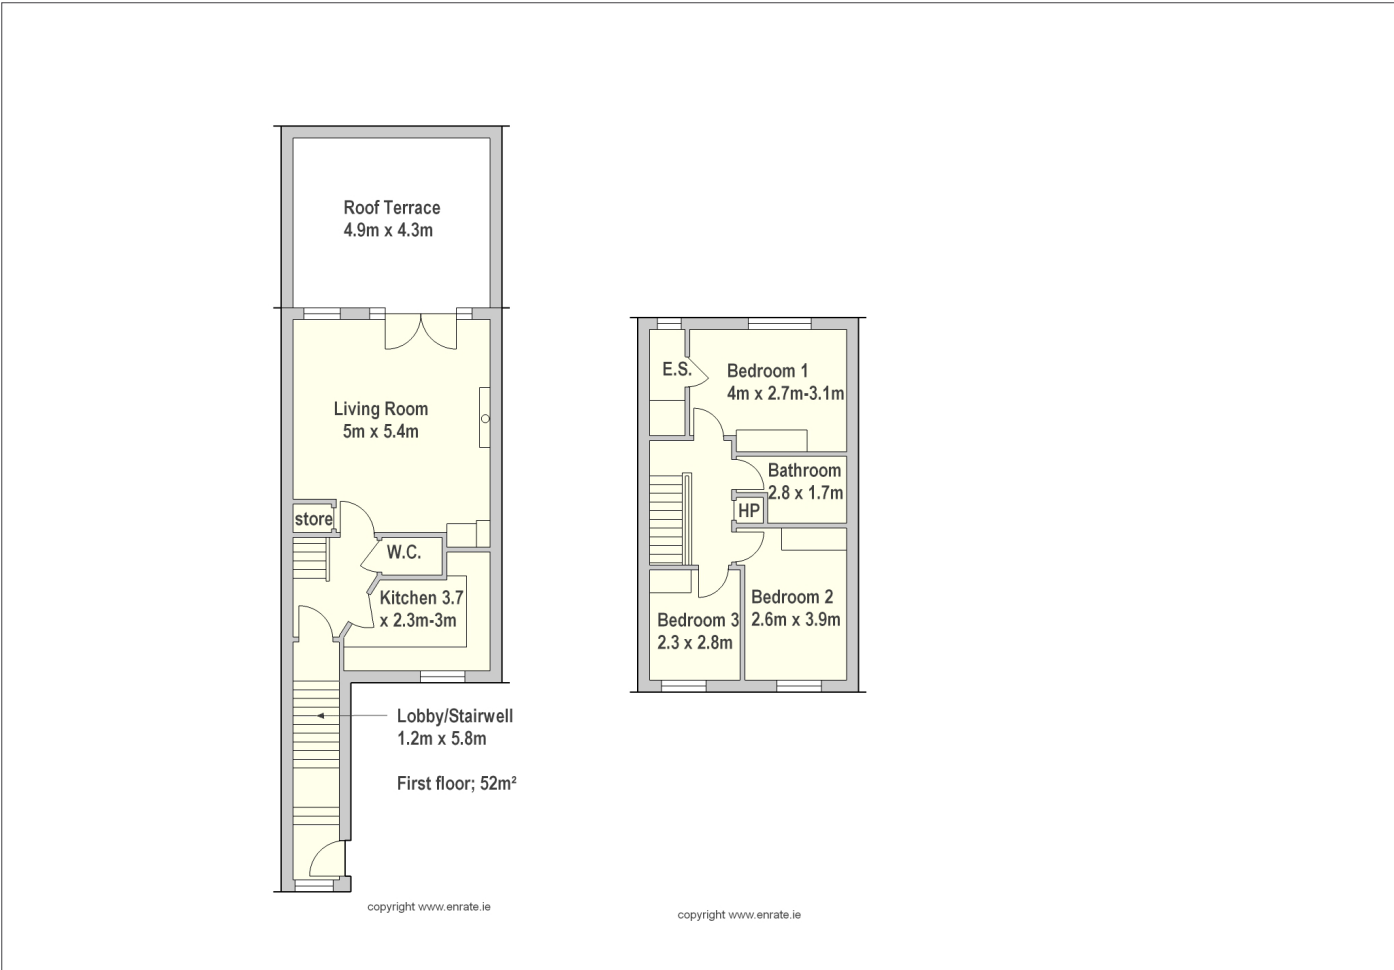 Roof Terrace
4.9m x 4.3m
Living Room
5m x 5.4m
store
W.C.
Kitchen 3.7
x 2.3m-3m
Lobby/Stairwell
1.2m x 5.8m
First floor; 52m²
copyright www.enrate.ie
E.S.
Bedroom 1
4m x 2.7m-3.1m
Bathroom
2.8 x 1.7m
HP
Bedroom 2
2.6m x 3.9m
Bedroom 3
2.3 x 2.8m
copyright www.enrate.ie